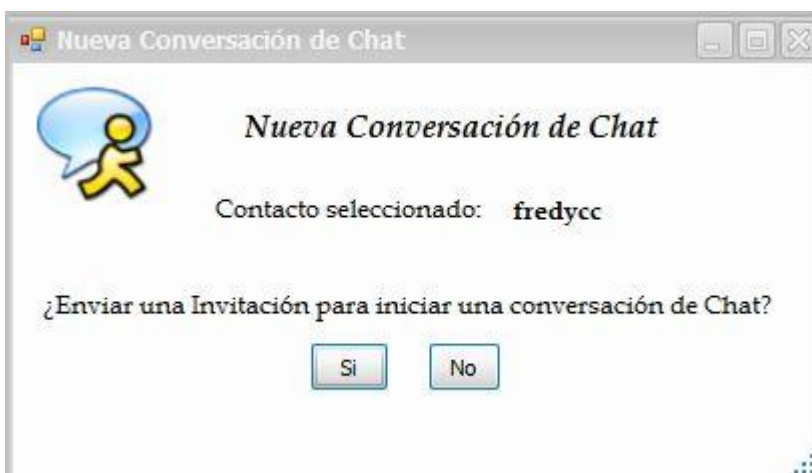 Nueva Conversación de Chat
Nueva Conversación de Chat
Contacto seleccionado: fredycc
¿Enviar una Invitación para iniciar una conversación de Chat?
Si No